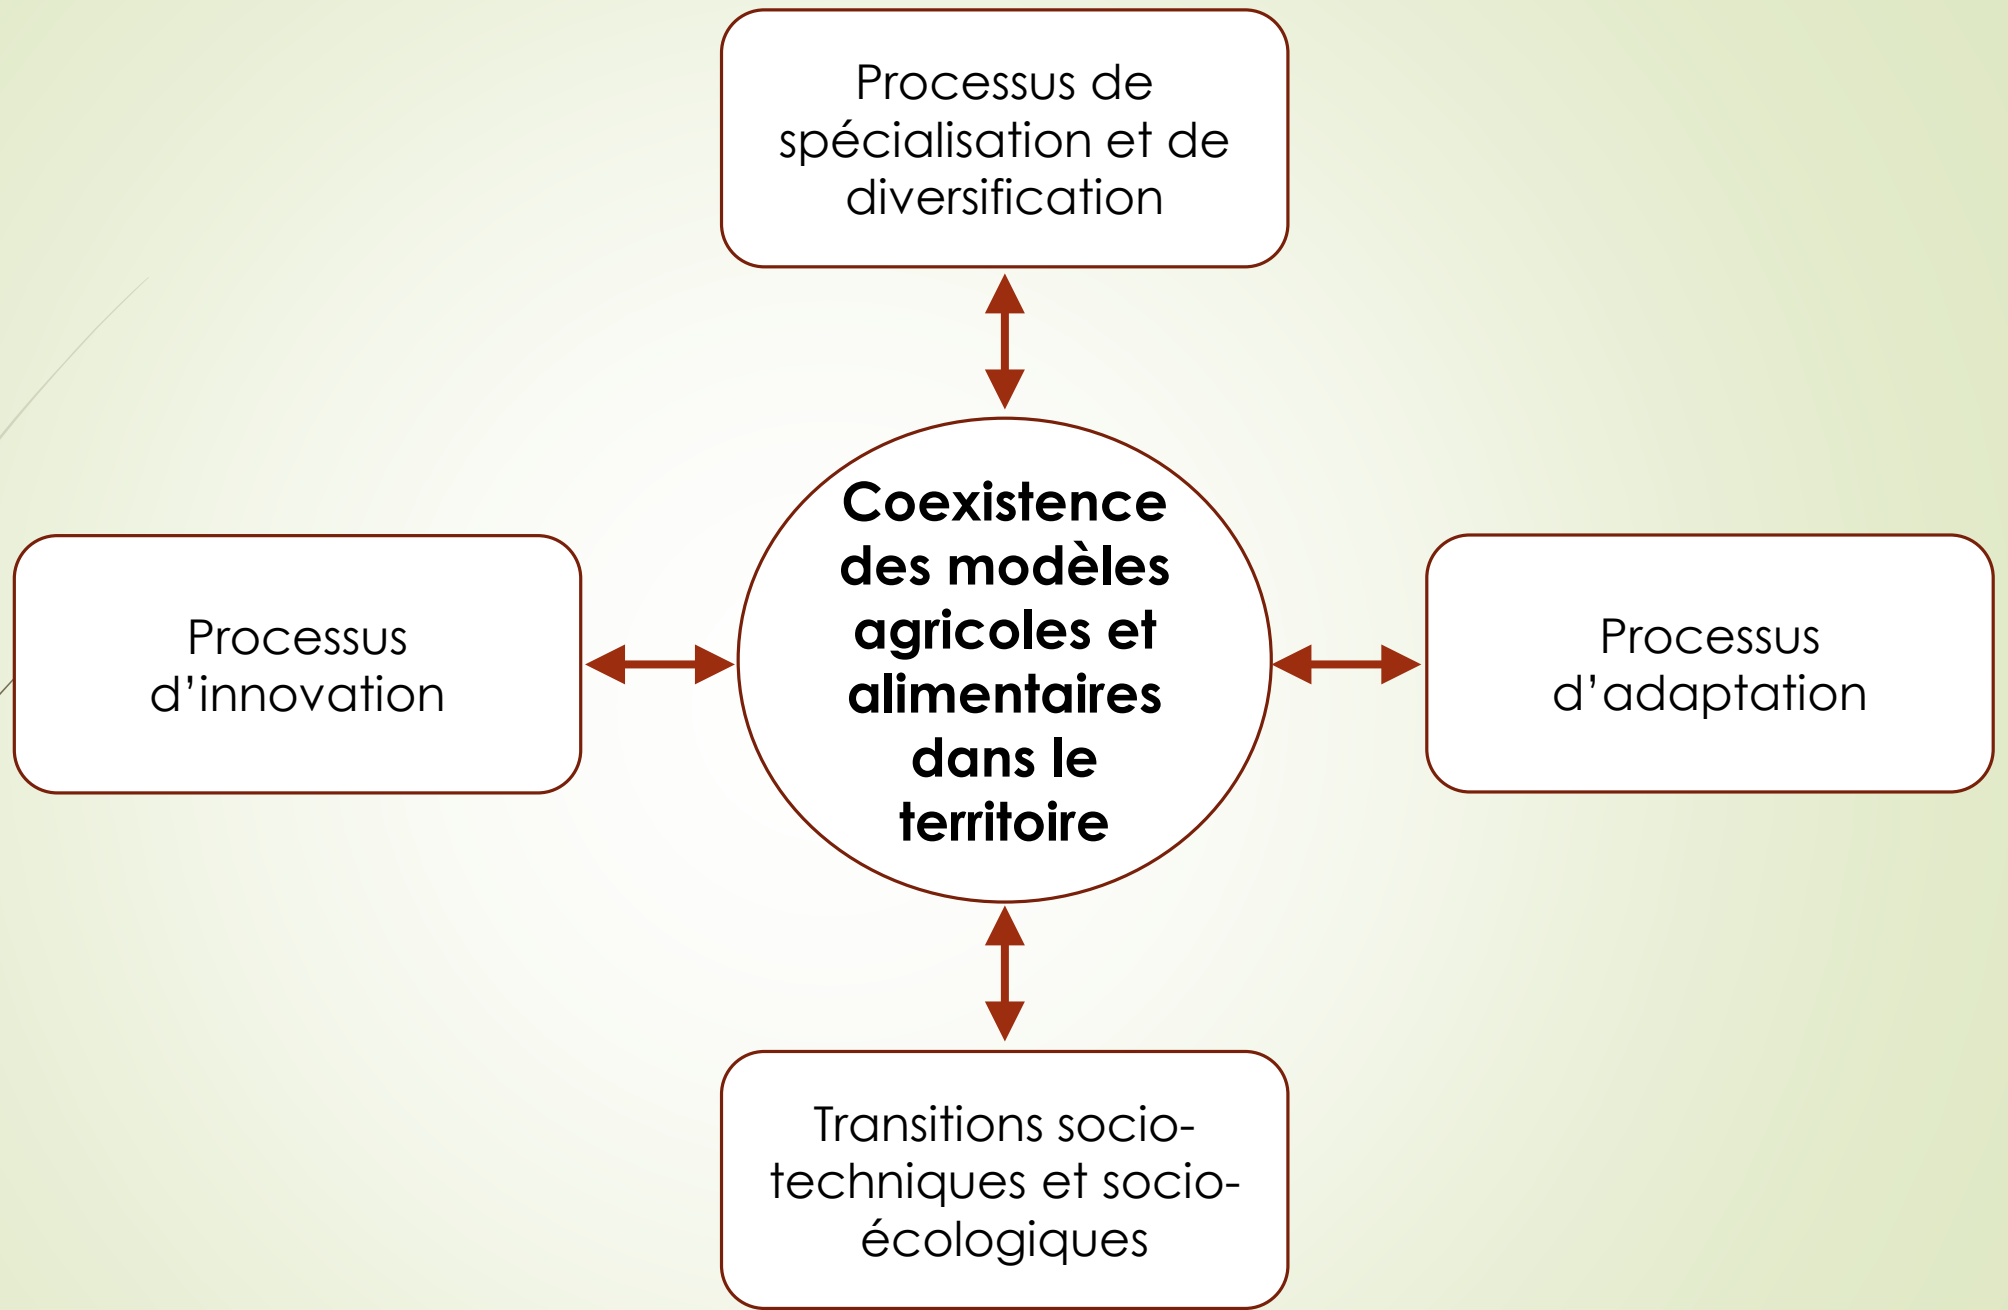 Processus de
spécialisation et de
diversification
Coexistence
des modèles
agricoles et
alimentaires
dans le
territoire
Processus
d’innovation
Processus
d’adaptation
Transitions socio-
techniques et socio-
écologiques